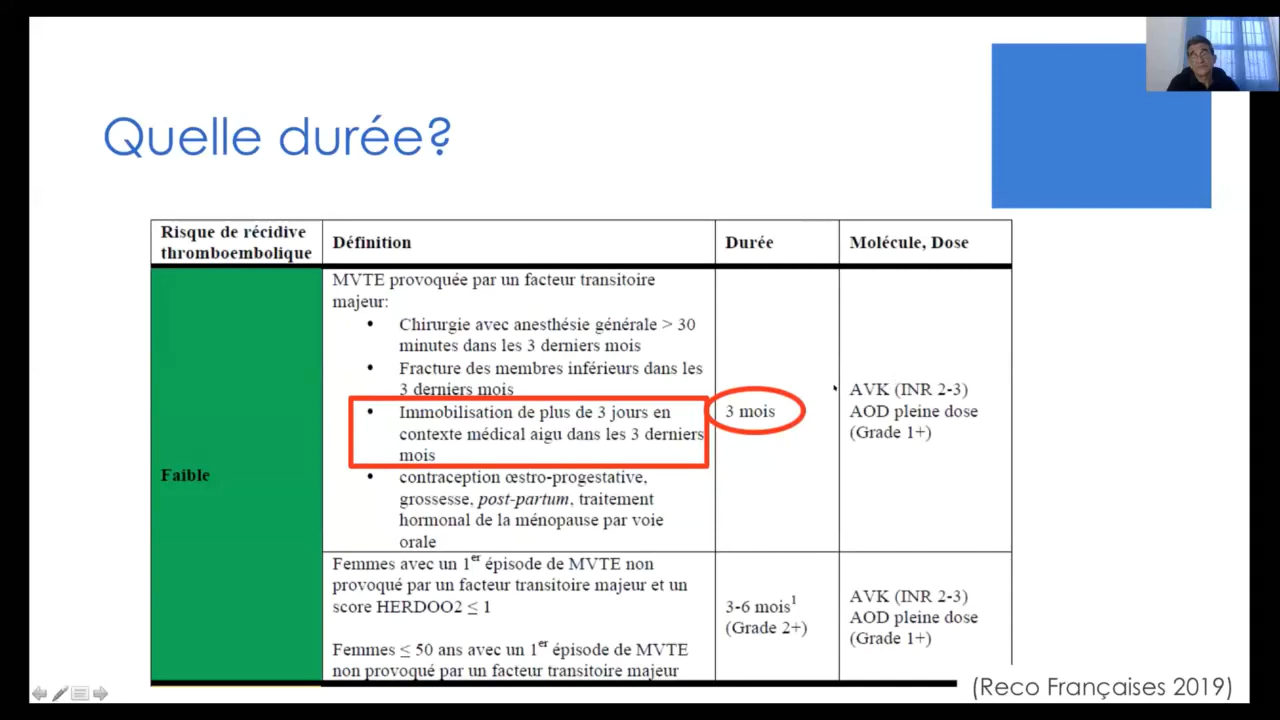 Quelle durée?
Risque de récidive
thromboembolique
Définition
Durée
Molécule, Dose
Faible
MVTE provoquée par un facteur transitoire
majeur:
• Chirurgie avec anesthésie générale > 30
minutes dans les 3 derniers mois
• Fracture des membres inférieurs dans les
3 derniers mois
• Immobilisation de plus de 3 jours en
contexte médical aigu dans les 3 derniers
mois
• contraception œstro-progestative,
grossesse, post-partum, traitement
hormonal de la ménopause par voie
orale
3 mois
AVK (INR 2-3)
AOD pleine dose
(Grade 1+)
Femmes avec un 1er épisode de MVTE non
provoqué par un facteur transitoire majeur et un
score HERDOO2 ≤ 1
Femmes ≤ 50 ans avec un 1er épisode de MVTE
non provoqué par un facteur transitoire majeur
3-6 mois1
(Grade 2+)
AVK (INR 2-3)
AOD pleine dose
(Grade 1+)
(Reco Françaises 2019)